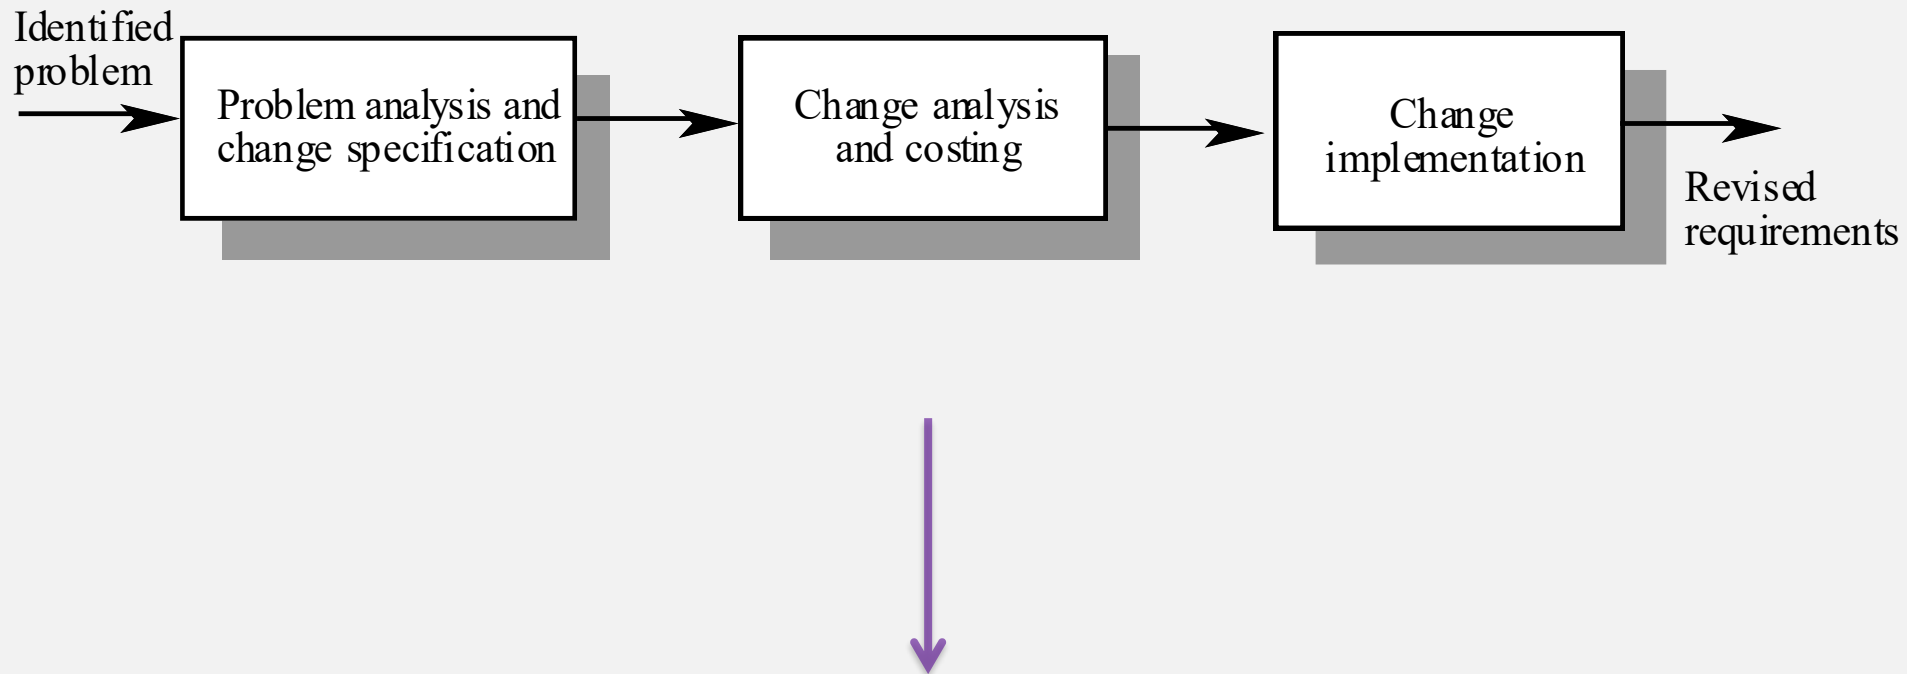 Identified
problem
Problem analysis and
change specification
Change analysis
and costing
Change
implementation
Revised
requirements